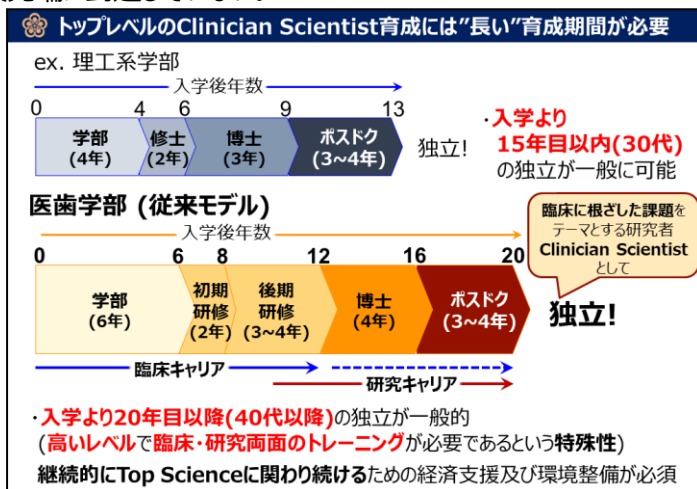 トップレベルのClinician Scientist育成には”長い”育成期間が必要
ex. 理工系学部
入学後年数
0 4 6 9 13
学部 修士 博士 ポスドク
(4年) (2年) (3年) (3~4年)
独立!
・入学より
15年目以内(30代)
の独立が一般に可能
医歯学部 (従来モデル)
入学後年数
0 6 8 12 16 20
臨床に根ざした課題を
テーマとする研究者
Clinician Scientist
として
学部
(6年)
初期
研修
(2年)
後期
研修
(3~4年)
博士
(4年)
ポスドク
(3~4年)
独立!
臨床キャリア
研究キャリア
・入学より20年目以降(40代以降)の独立が一般的
(高いレベルで臨床・研究両面のトレーニングが必要であるという特殊性)
継続的にTop Scienceに関わり続けるための経済支援及び環境整備が必須